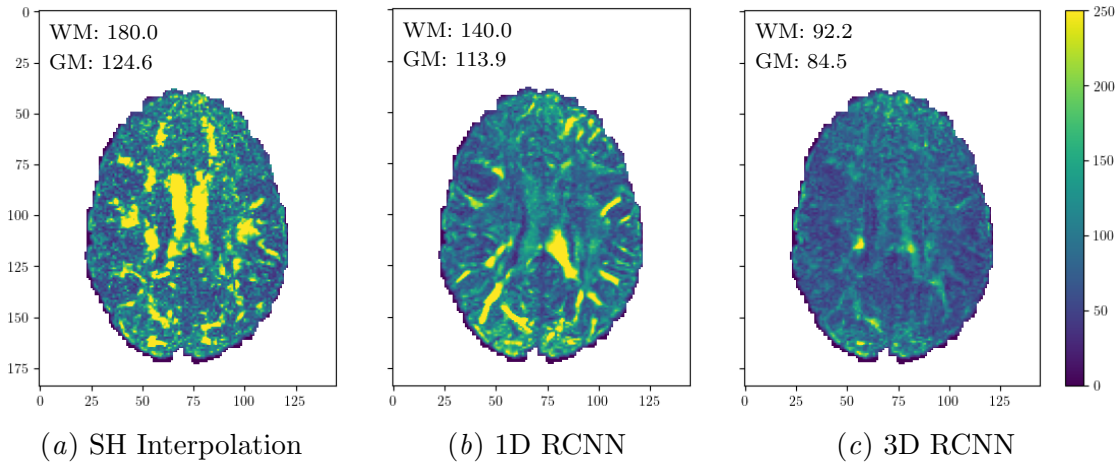 WM: 180.0
GM: 124.6
WM: 140.0
GM: 113.9
WM: 92.2
GM: 84.5
0
25
50
75
100
125
150
175
0 25 50 75 100 125
0 25 50 75 100 125
0 25 50 75 100 125
250
200
150
100
50
0
(a) SH Interpolation
(b) 1D RCNN
(c) 3D RCNN